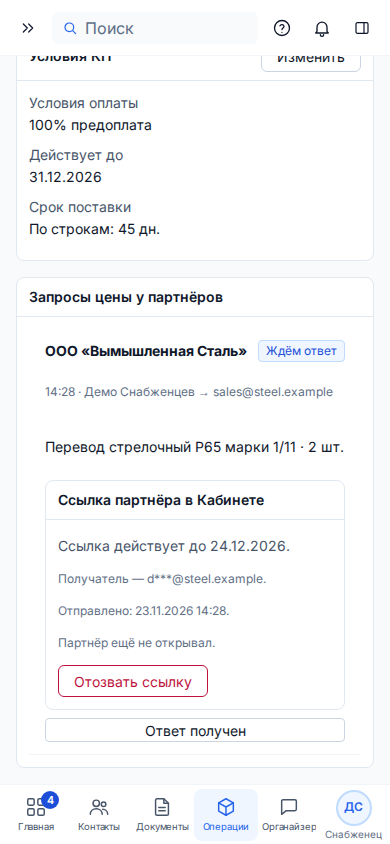 Поиск
Условия КП
Изменить
Условия оплаты
100% предоплата
Действует до
31.12.2026
Срок поставки
По строкам: 45 дн.
Запросы цены у партнёров
ООО «Вымышленная Сталь»
Ждём ответ
14:28 · Демо Снабженцев → sales@steel.example
Перевод стрелочный Р65 марки 1/11 · 2 шт.
Ссылка партнёра в Кабинете
Ссылка действует до 24.12.2026.
Получатель — d***@steel.example.
Отправлено: 23.11.2026 14:28.
Партнёр ещё не открывал.
Отозвать ссылку
Ответ получен
4
Главная
Контакты
Документы
Операции
Органайзер
ДС
Снабженец